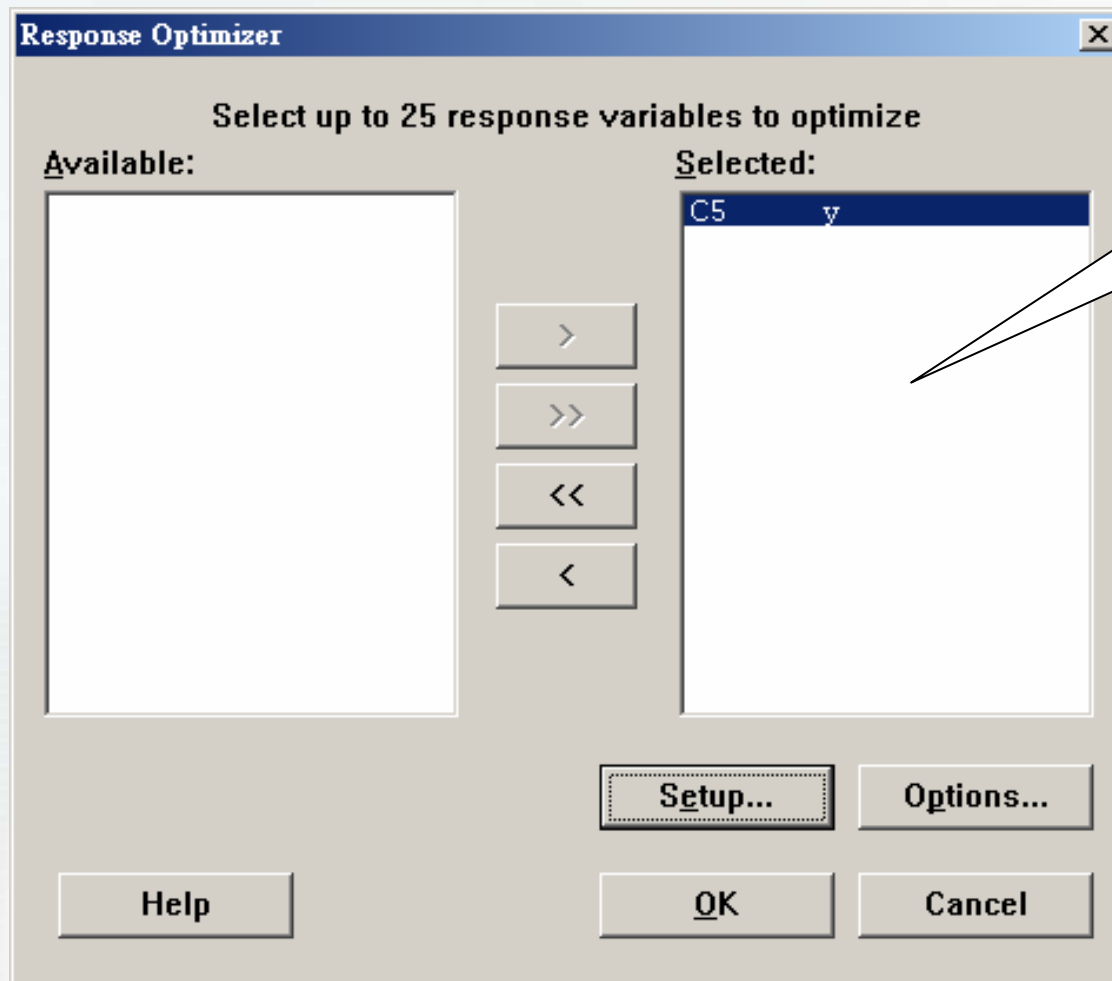 Response Optimizer
Select up to 25 response variables to optimize
Available:
Selected:
C5 y
>
>>
<<
<
Setup...
Options...
Help
OK
Cancel